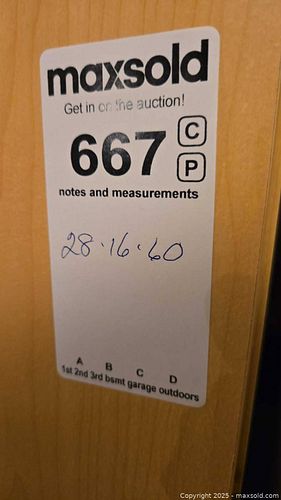 maxsold
Get in on the auction!
667 C
P
notes and measurements
28·16·60
A B C D
1st 2nd 3rd bsmt garage outdoors
Copyright 2025 - maxsold.com